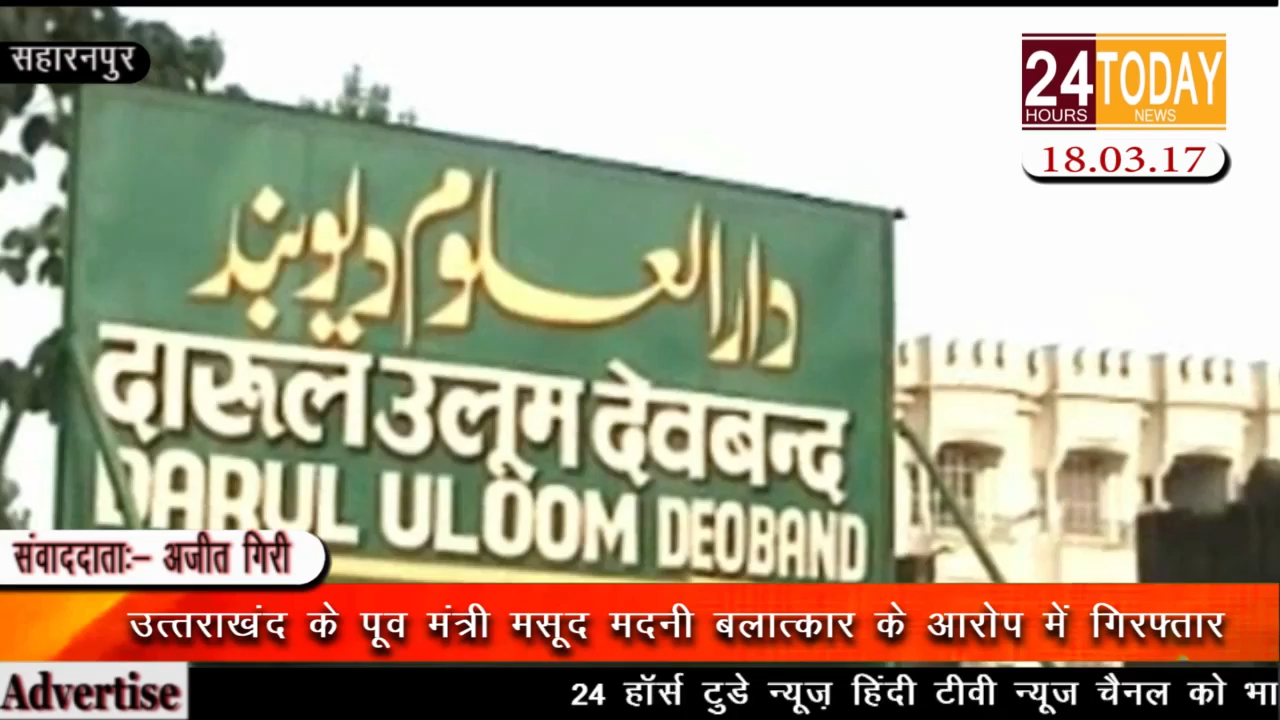 सहारनपुर
24 TODAY
HOURS NEWS
18.03.17
دارالعلوم دیوبند
दारूल उलूम देवबन्द
DARUL ULOOM DEOBAND
संवाददाताः- अजीत गिरी
उत्तराखंद के पूव मंत्री मसूद मदनी बलात्कार के आरोप में गिरफ्तार
Advertise
24 हॉर्स टुडे न्यूज़ हिंदी टीवी न्यूज चैनल को भा